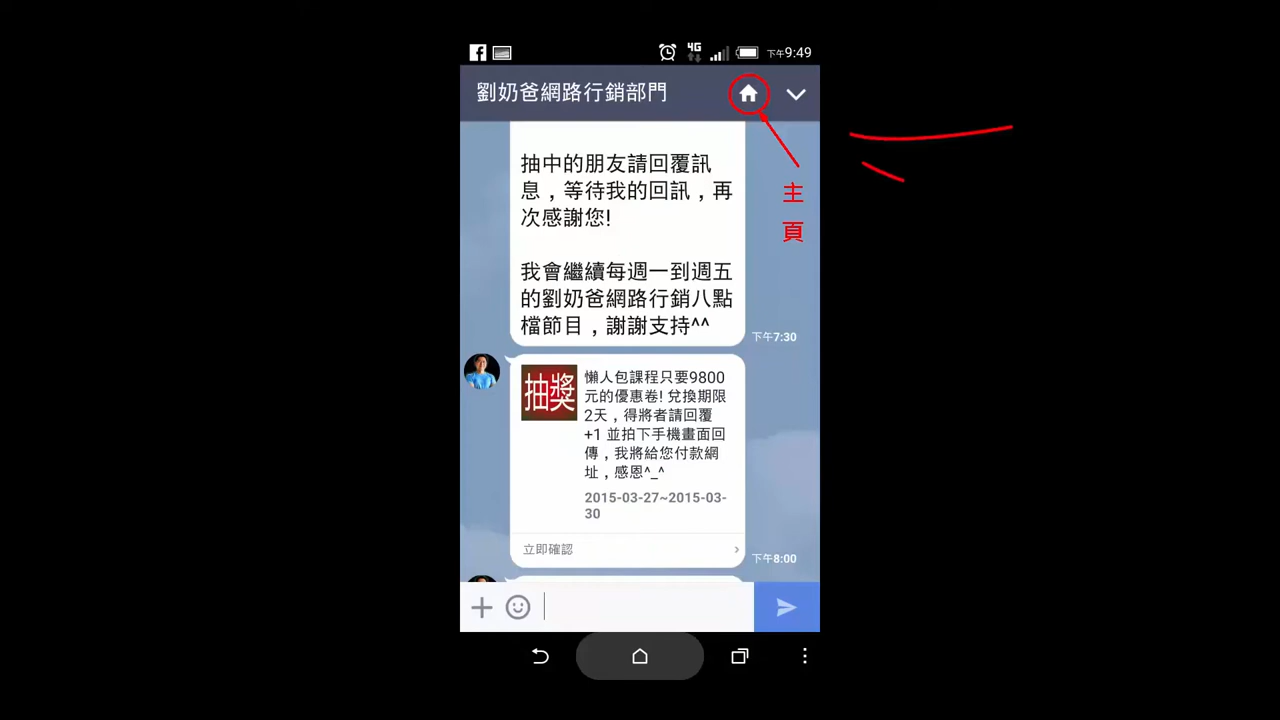 4G 下午9:49
劉奶爸網路行銷部門
主
頁
抽中的朋友請回覆訊
息，等待我的回訊，再
次感謝您!
我會繼續每週一到週五
的劉奶爸網路行銷八點
檔節目，謝謝支持^^
下午7:30
抽獎
懶人包課程只要9800
元的優惠卷! 兌換期限
2天，得將者請回覆
+1 並拍下手機畫面回
傳，我將給您付款網
址，感恩^_^
2015-03-27~2015-03-
30
立即確認
下午8:00